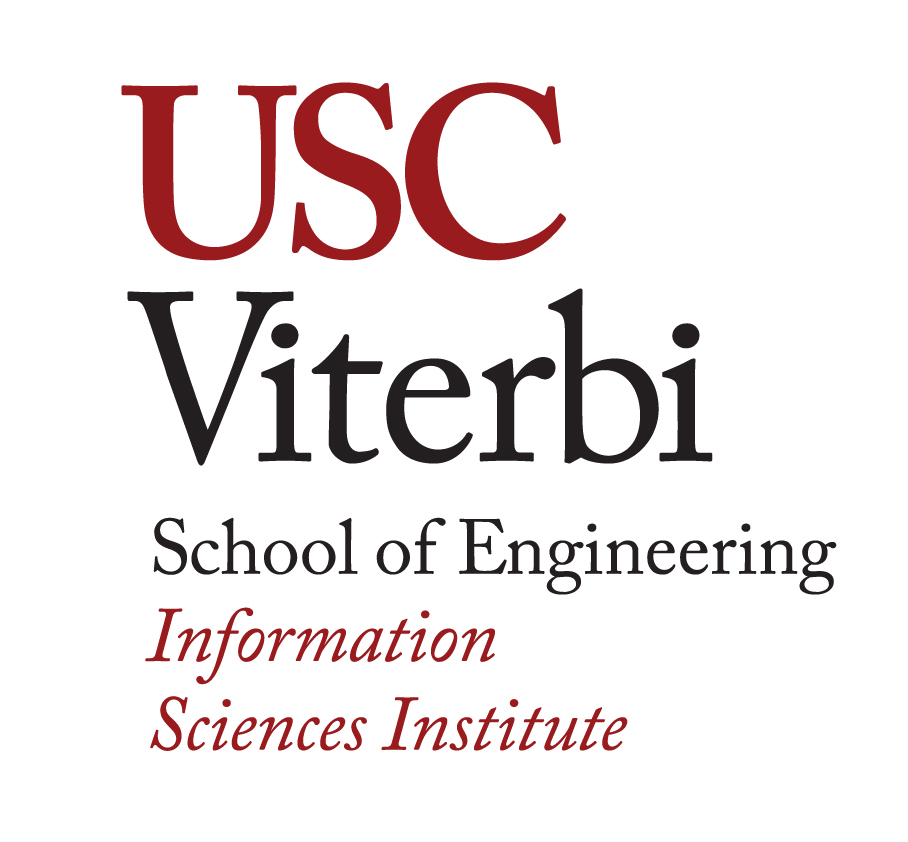 USC
Viterbi
School of Engineering
Information
Sciences Institute